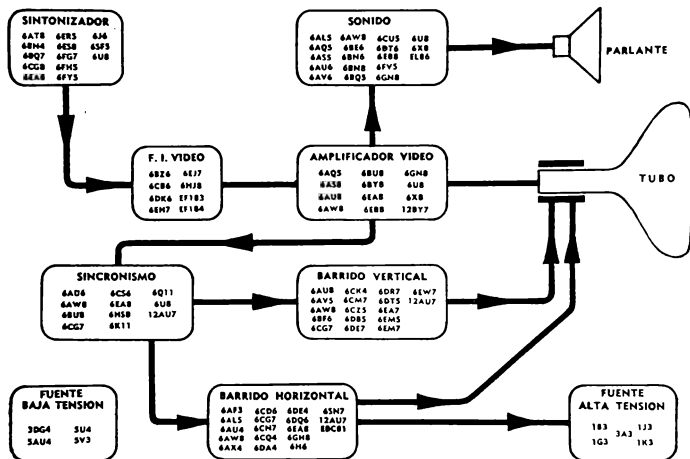 SINTONIZADOR
6AT8 6ER5 6J6
6BN4 6ES8 6SF5
6BQ7 6FG7 6U8
6CG8 6FH5
6EA8 6FY5
SONIDO
6AL5 6AW8 6CU5 6U8
6AQ5 6BE6 6DT6 6X8
6AS5 6BN6 6EB8 EL86
6AU6 6BN8 6FV5
6AV6 6BQ5 6GN8
PARLANTE
F. I. VIDEO
6BZ6 6EJ7
6CB6 6HJ8
6DK6 EF183
6EH7 EF184
AMPLIFICADOR VIDEO
6AQ5 6BU8 6GN8
6AS8 6BY8 6U8
6AU8 6EA8 6X8
6AW8 6EB8 12BY7
TUBO
SINCRONISMO
6AU6 6CS6 6Q11
6AW8 6EA8 6U8
6BU8 6HS8 12AU7
6CG7 6K11
BARRIDO VERTICAL
6AU8 6CK4 6DR7 6EW7
6AV5 6CM7 6DT5 12AU7
6AW8 6CZ5 6EA7
6BF6 6DB5 6EM5
6CG7 6DE7 6EM7
FUENTE
BAJA TENSION
3DG4 5U4
5AU4 5V3
BARRIDO HORIZONTAL
6AF3 6CD6 6DE4 6SN7
6AL5 6CG7 6DQ6 12AU7
6AU4 6CN7 6EA8 EBC81
6AW8 6CQ4 6GH8
6AX4 6DA4 6H6
FUENTE
ALTA TENSION
1B3 1J3
3A3
1G3 1K3